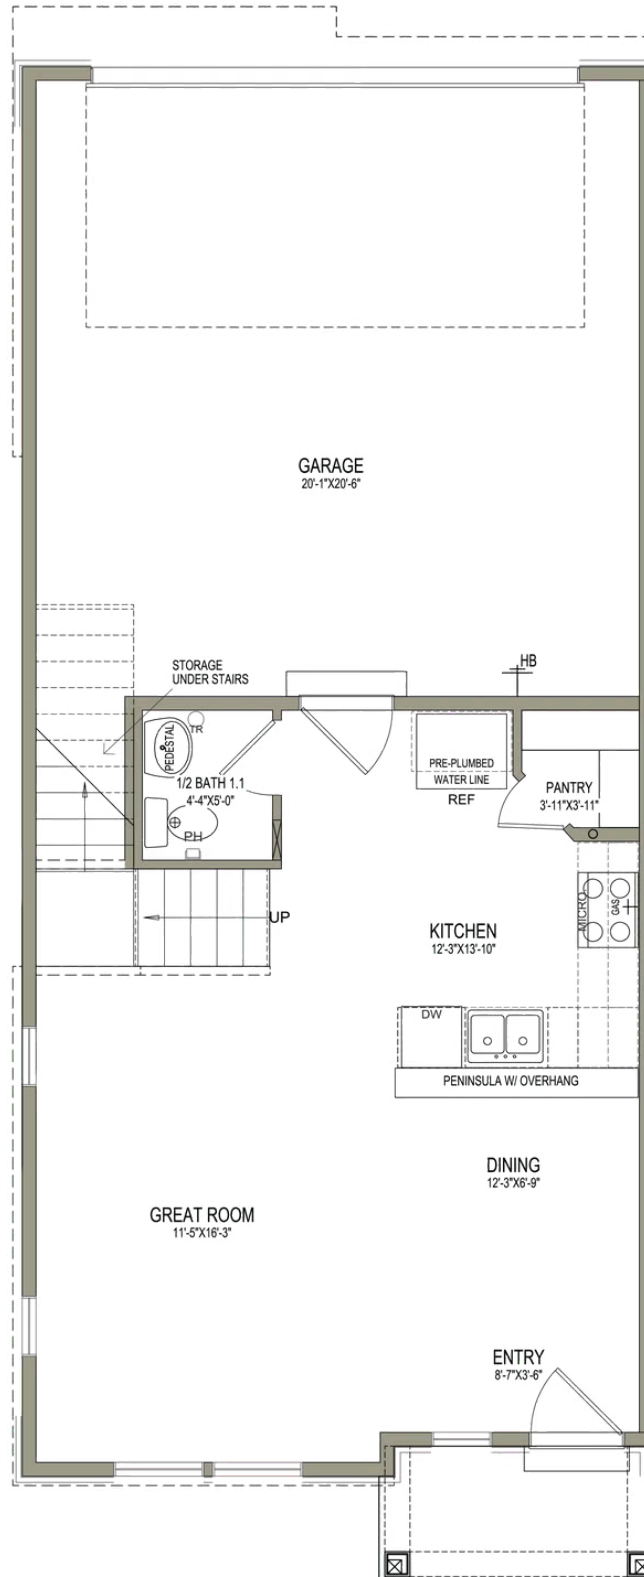 GARAGE
20'-1"X20'-6"
STORAGE
UNDER STAIRS
HB
PEDESTAL
TR
1/2 BATH 1.1
4'-4"X5'-0"
PH
PRE-PLUMBED
WATER LINE
REF
PANTRY
3'-11"X3'-11"
MICRO
GAS
UP
KITCHEN
12'-3"X13'-10"
DW
PENINSULA W/ OVERHANG
DINING
12'-3"X6'-9"
GREAT ROOM
11'-5"X16'-3"
ENTRY
8'-7"X3'-6"